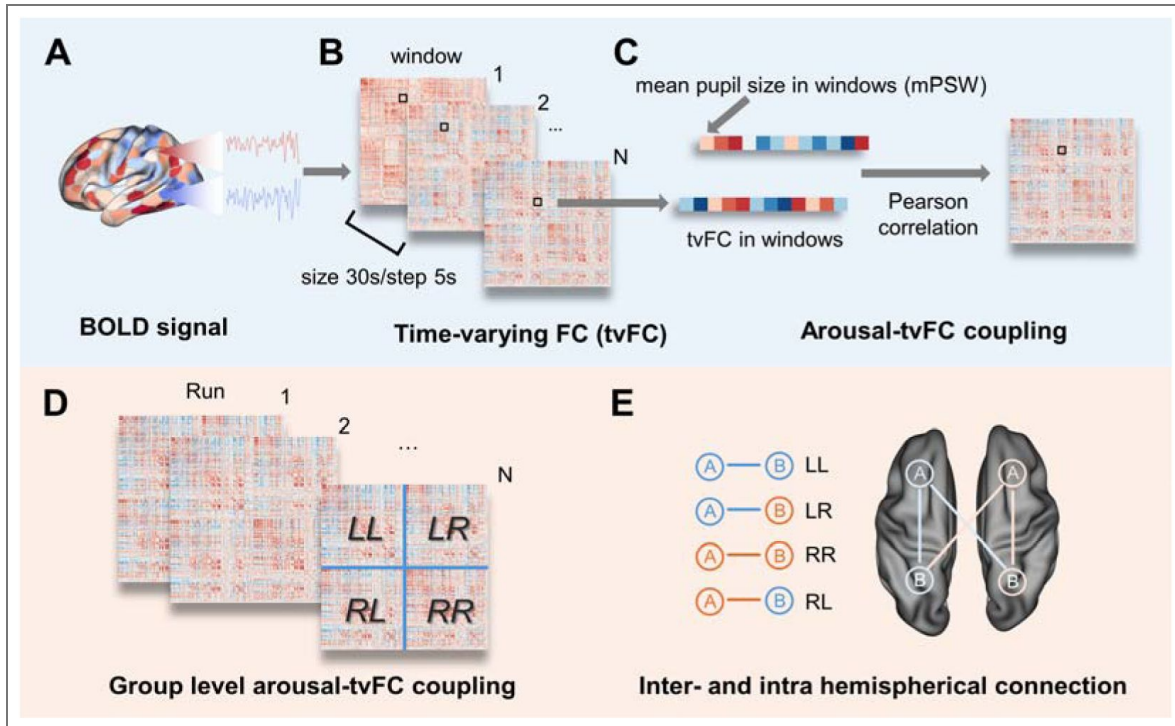 A
B
window
1
2
...
N
size 30s/step 5s
C
mean pupil size in windows (mPSW)
tvFC in windows
Pearson
correlation
BOLD signal
Time-varying FC (tvFC)
Arousal-tvFC coupling
D
Run
1
2
...
N
LL LR
RL RR
Group level arousal-tvFC coupling
E
A B LL
A B LR
A B RR
A B RL
A A
B B
Inter- and intra hemispherical connection